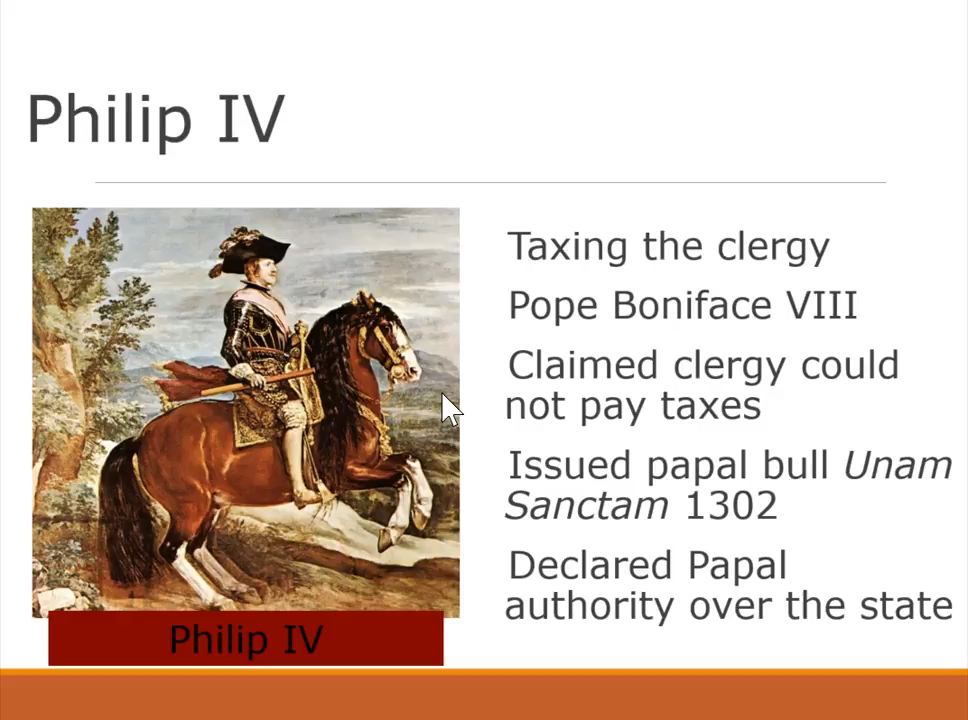 Philip IV
Taxing the clergy
Pope Boniface VIII
Claimed clergy could
not pay taxes
Issued papal bull Unam
Sanctam 1302
Declared Papal
authority over the state
Philip IV